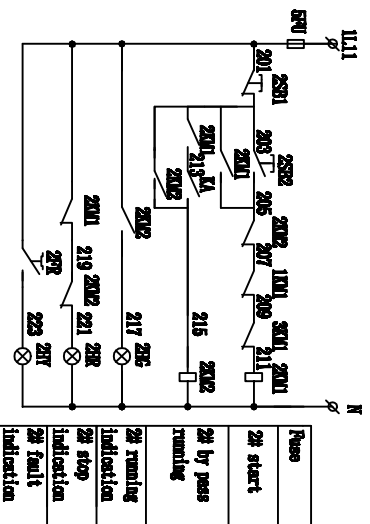 1L11
N
5FU
Fuse
201
2SB1
203
2SB2
205
2KM2
207
1KM1
209
3KM1
211
2KM1
2# start
2KM1
2KM1
213
KA
2KM2
215
2KM2
2# by pass
running
2KM2
217
2HG
2# running
indication
2KM1
219
2KM2
221
2HR
2# stop
indication
2FR
223
2HY
2# fault
indication